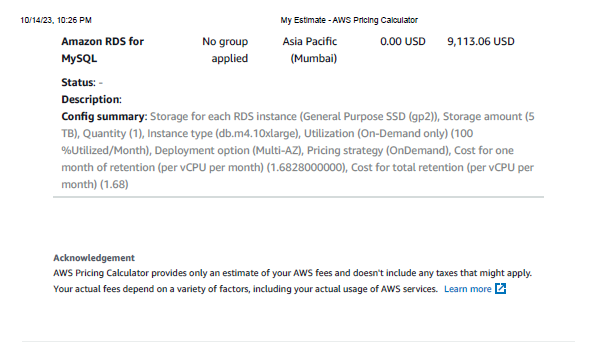 10/14/23, 10:26 PM My Estimate - AWS Pricing Calculator
Amazon RDS for No group Asia Pacific 0.00 USD 9,113.06 USD
MySQL applied (Mumbai)
Status: -
Description:
Config summary: Storage for each RDS instance (General Purpose SSD (gp2)), Storage amount (5
TB), Quantity (1), Instance type (db.m4.10xlarge), Utilization (On-Demand only) (100
%Utilized/Month), Deployment option (Multi-AZ), Pricing strategy (OnDemand), Cost for one
month of retention (per vCPU per month) (1.6828000000), Cost for total retention (per vCPU per
month) (1.68)
Acknowledgement
AWS Pricing Calculator provides only an estimate of your AWS fees and doesn't include any taxes that might apply.
Your actual fees depend on a variety of factors, including your actual usage of AWS services. Learn more